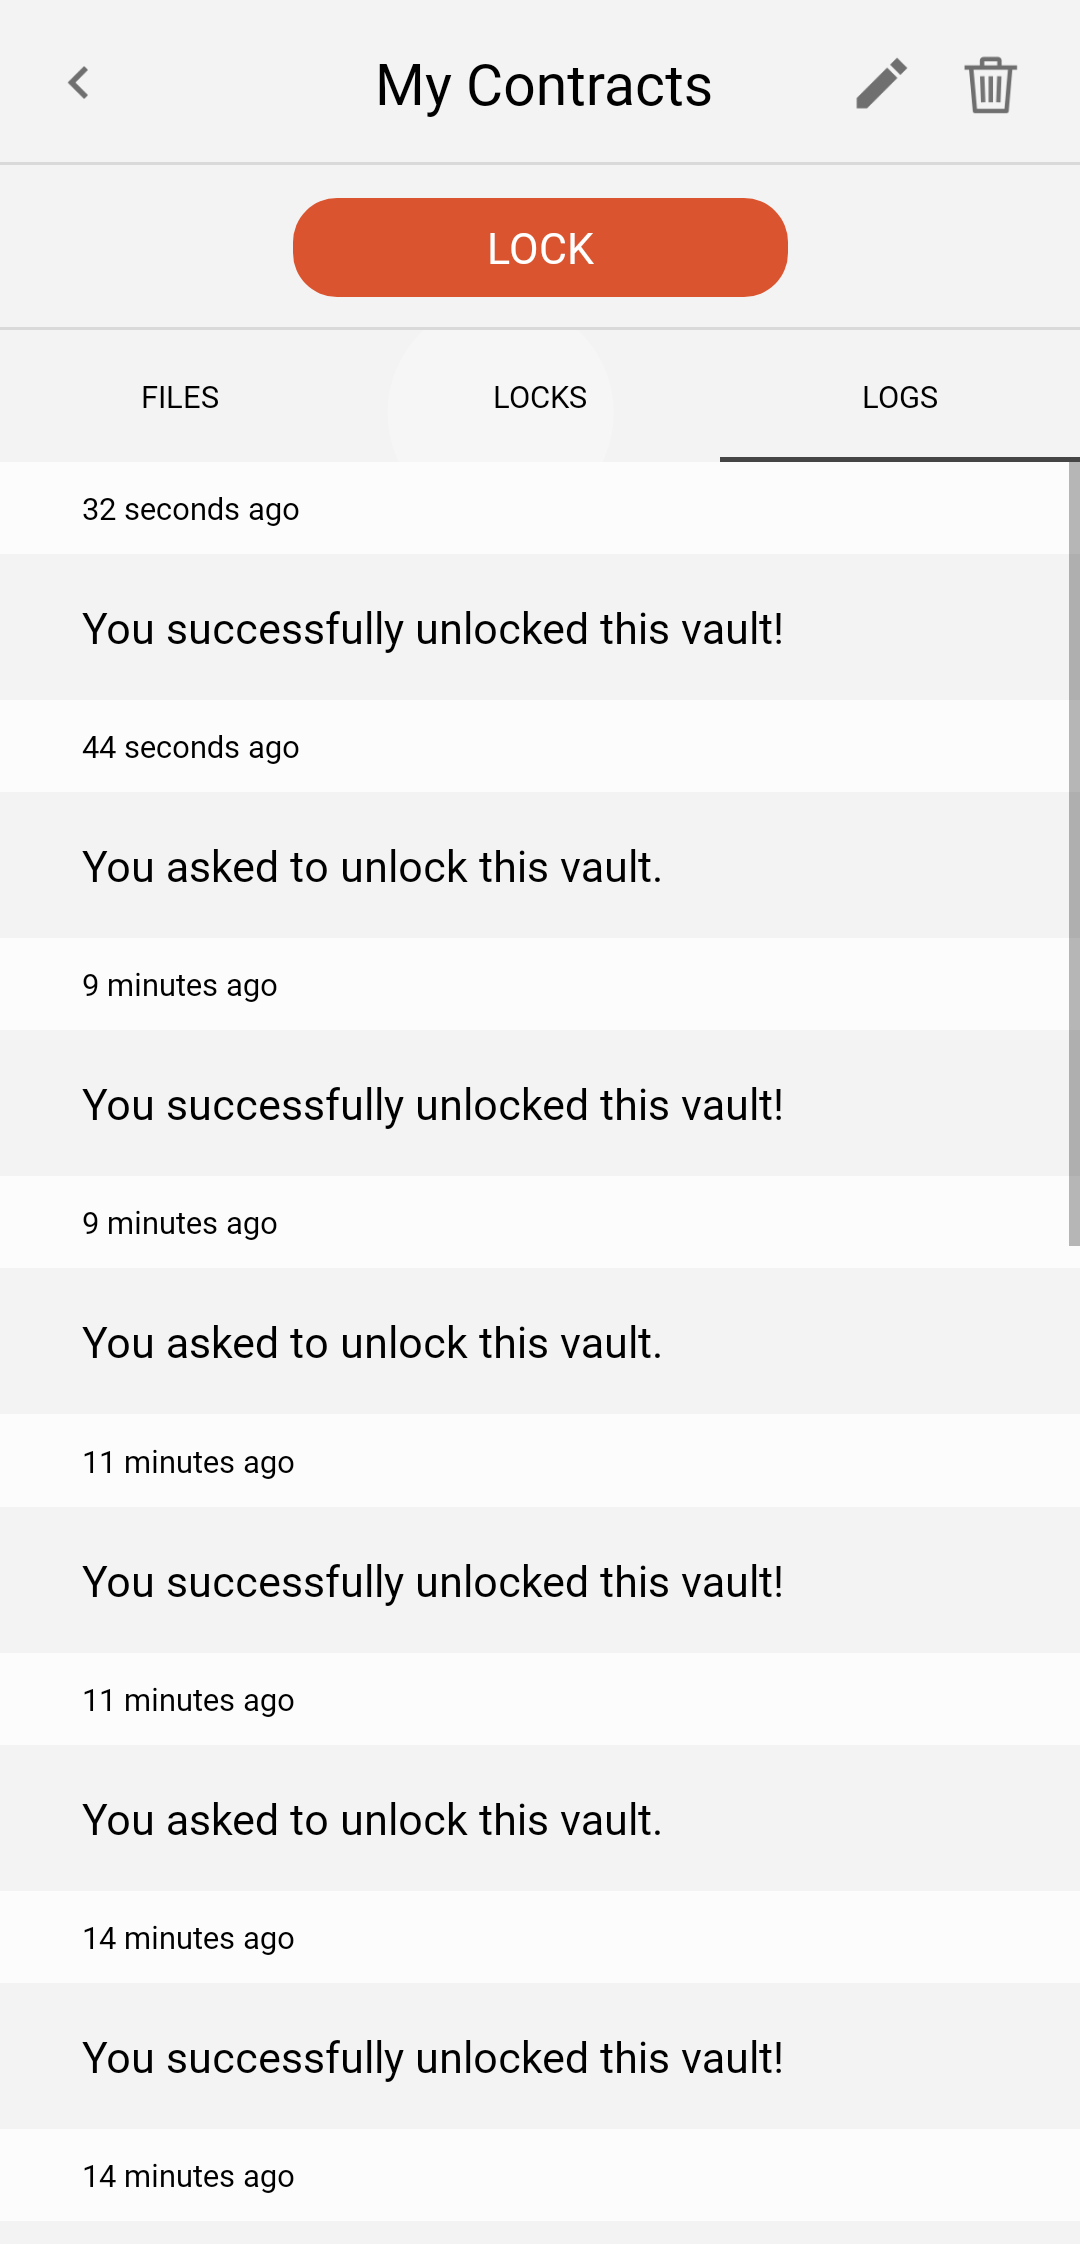 My Contracts
LOCK
FILES LOCKS LOGS
32 seconds ago
You successfully unlocked this vault!
44 seconds ago
You asked to unlock this vault.
9 minutes ago
You successfully unlocked this vault!
9 minutes ago
You asked to unlock this vault.
11 minutes ago
You successfully unlocked this vault!
11 minutes ago
You asked to unlock this vault.
14 minutes ago
You successfully unlocked this vault!
14 minutes ago